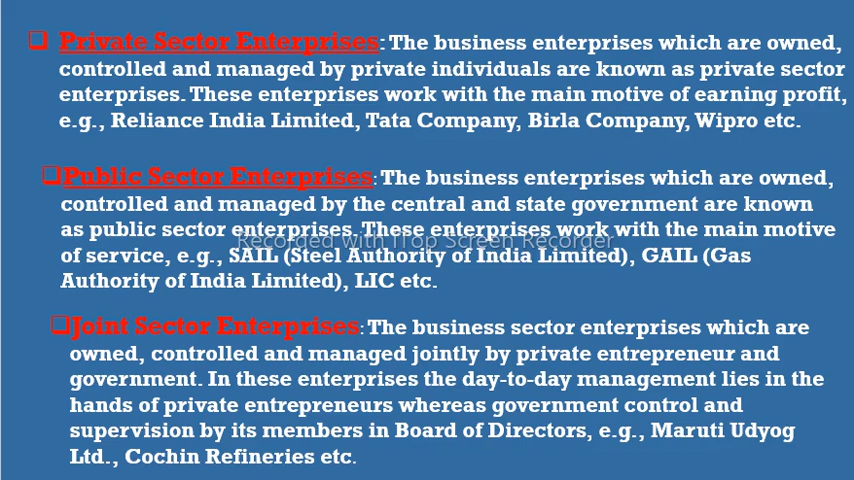 Private Sector Enterprises: The business enterprises which are owned,
controlled and managed by private individuals are known as private sector
enterprises. These enterprises work with the main motive of earning profit,
e.g., Reliance India Limited, Tata Company, Birla Company, Wipro etc.
Public Sector Enterprises: The business enterprises which are owned,
controlled and managed by the central and state government are known
as public sector enterprises. These enterprises work with the main motive
Recorded with iTop Screen Recorder
of service, e.g., SAIL (Steel Authority of India Limited), GAIL (Gas
Authority of India Limited), LIC etc.
Joint Sector Enterprises: The business sector enterprises which are
owned, controlled and managed jointly by private entrepreneur and
government. In these enterprises the day-to-day management lies in the
hands of private entrepreneurs whereas government control and
supervision by its members in Board of Directors, e.g., Maruti Udyog
Ltd., Cochin Refineries etc.